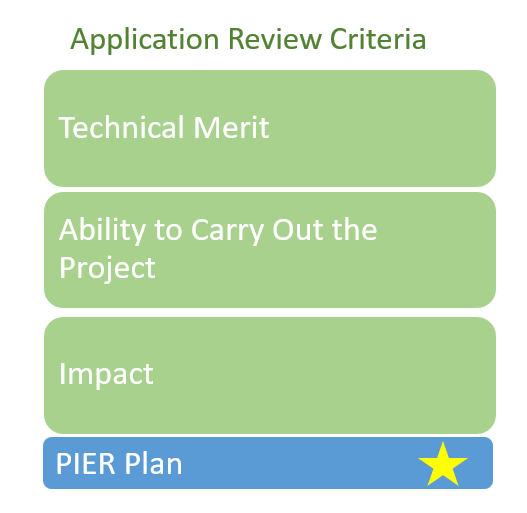 Application Review Criteria
Technical Merit
Ability to Carry Out the
Project
Impact
PIER Plan